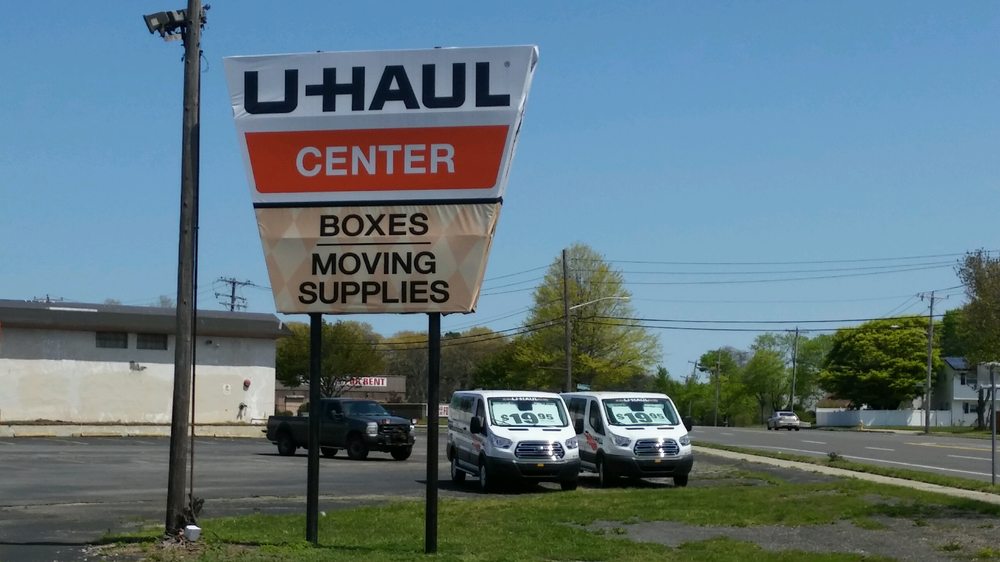 U-HAUL®
CENTER
BOXES
MOVING
SUPPLIES
RENT
U-HAUL
$19.95
U-HAUL
$19.95